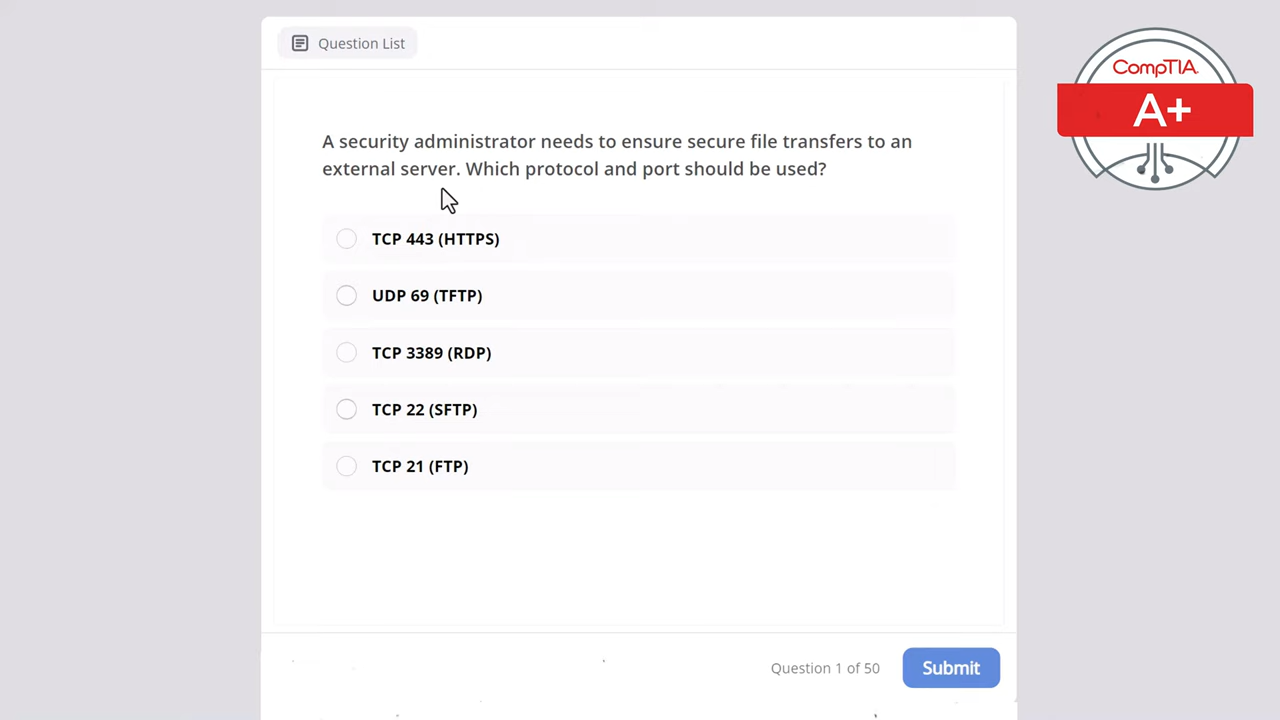 Question List
CompTIA.
A+
A security administrator needs to ensure secure file transfers to an
external server. Which protocol and port should be used?
TCP 443 (HTTPS)
UDP 69 (TFTP)
TCP 3389 (RDP)
TCP 22 (SFTP)
TCP 21 (FTP)
Question 1 of 50
Submit